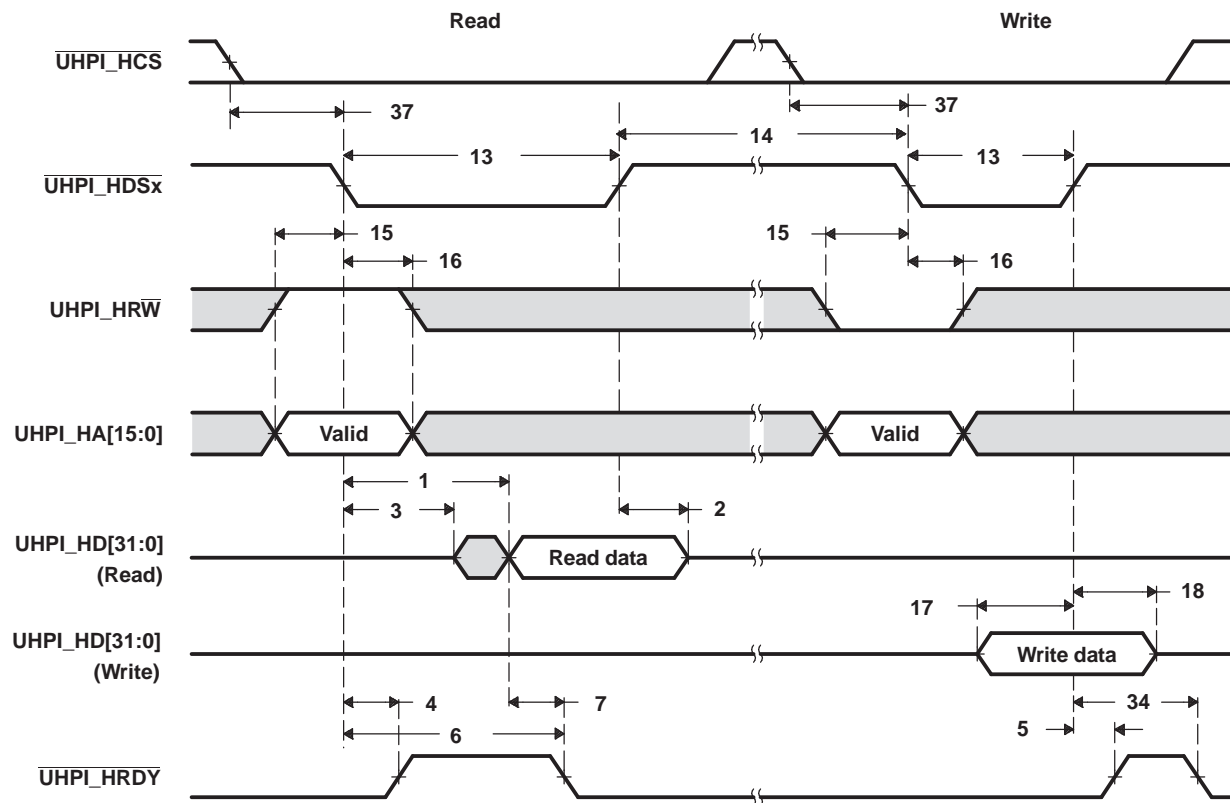 Read Write
UHPI_HCS
37 37
14
13 13
UHPI_HDSx
15 15
16 16
UHPI_HRW
UHPI_HA[15:0] Valid Valid
1
3 2
UHPI_HD[31:0]
(Read)
Read data
17 18
UHPI_HD[31:0]
(Write)
Write data
4 7 34
6 5
UHPI_HRDY